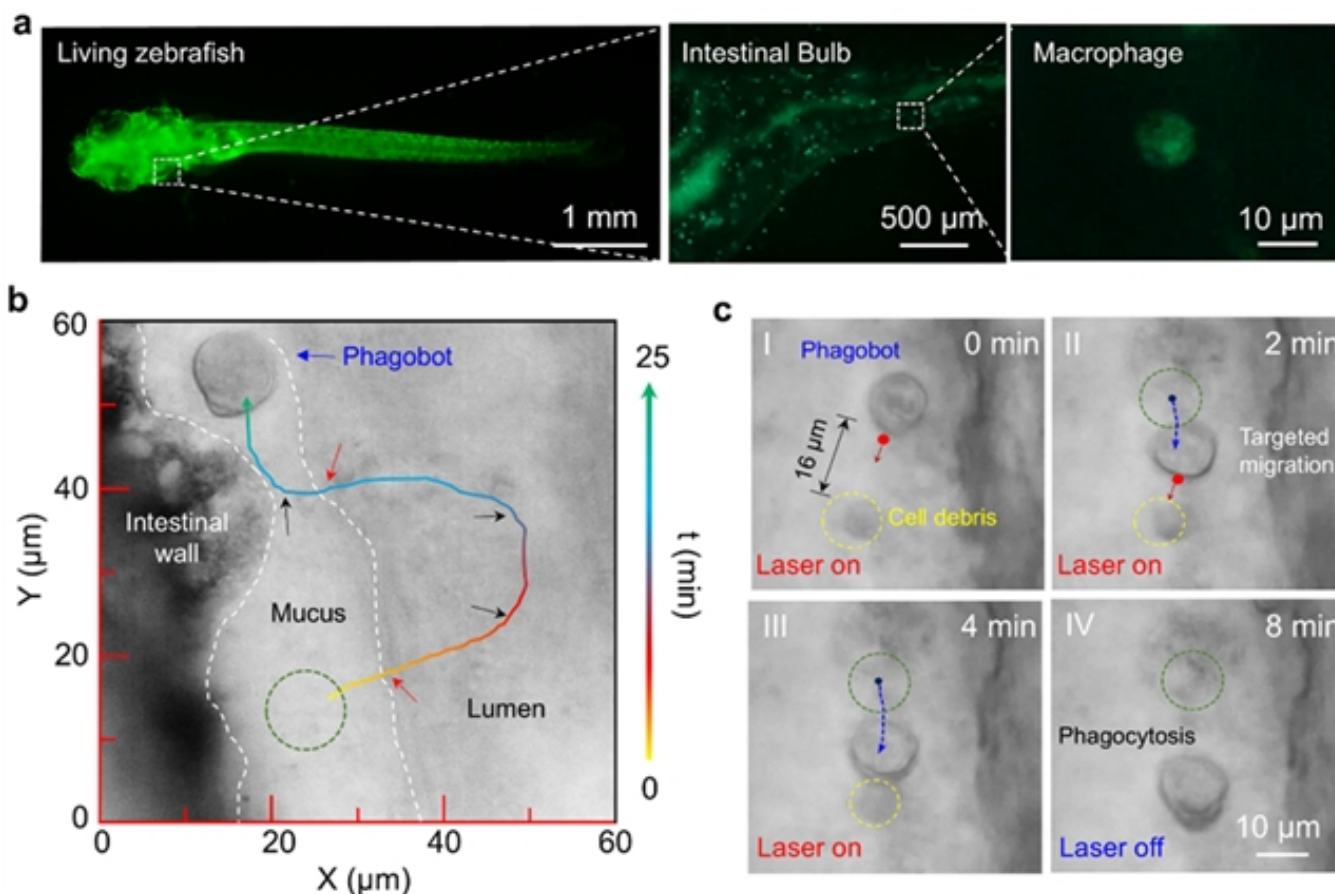 a
Living zebrafish
1 mm
Intestinal Bulb
500 µm
Macrophage
10 µm
b
60
40
20
0
Y (µm)
0
20
40
60
X (µm)
Phagobot
Intestinal
wall
Mucus
Lumen
25
t (min)
0
c
I
0 min
Phagobot
16 µm
Cell debris
Laser on
II
2 min
Targeted
migration
Laser on
III
4 min
Laser on
IV
8 min
Phagocytosis
Laser off
10 µm